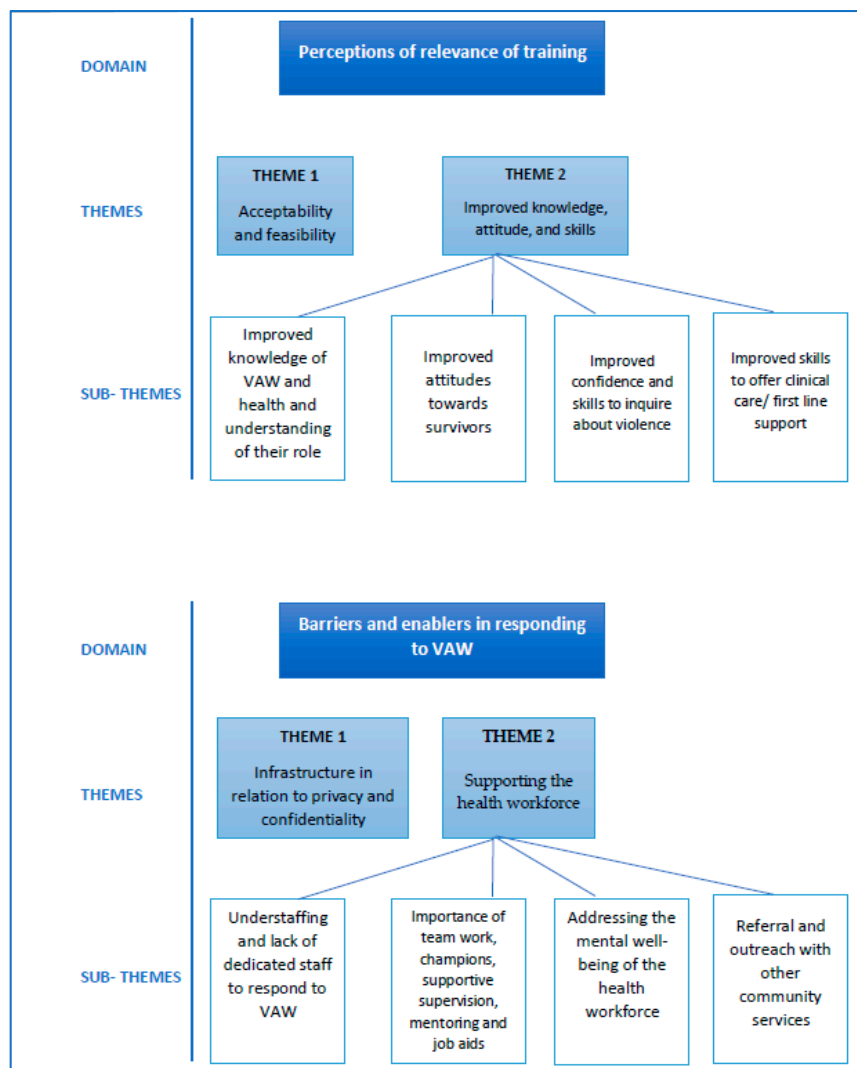 Perceptions of relevance of training
DOMAIN
THEME 1
Acceptability
and feasibility
THEME 2
Improved knowledge,
attitude, and skills
THEMES
Improved
knowledge of
VAW and
health and
understanding
of their role
Improved
attitudes
towards
survivors
Improved
confidence and
skills to inquire
about violence
Improved skills
to offer clinical
care/ first line
support
SUB- THEMES
Barriers and enablers in responding
to VAW
DOMAIN
THEME 1
Infrastructure in
relation to privacy and
confidentiality
THEME 2
Supporting the
health workforce
THEMES
Understaffing
and lack of
dedicated staff
to respond to
VAW
Importance of
team work,
champions,
supportive
supervision,
mentoring and
job aids
Addressing the
mental well-
being of the
health
workforce
Referral and
outreach with
other
community
services
SUB- THEMES